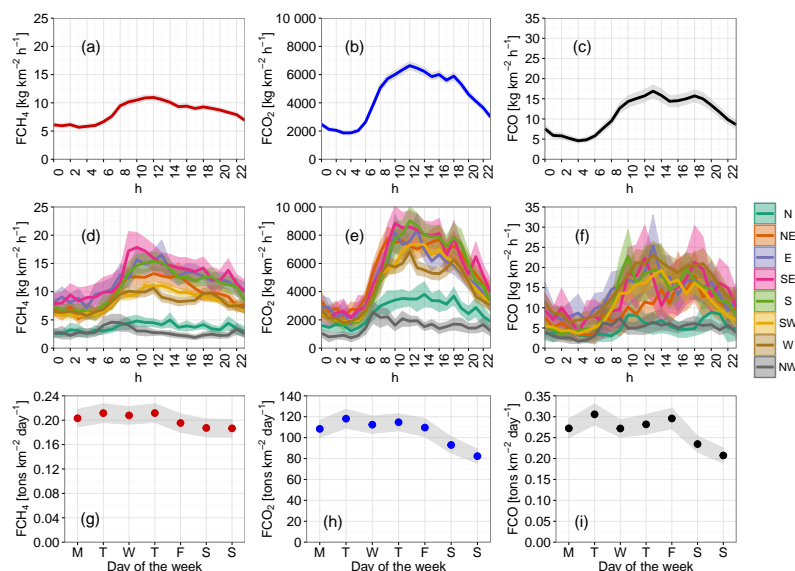 25
20
15
10
5
0
FCH₄ [kg km⁻² h⁻¹]
(a)
0 2 4 6 8 10 12 14 16 18 20 22
h
10 000
8000
6000
4000
2000
0
FCO₂ [kg km⁻² h⁻¹]
(b)
0 2 4 6 8 10 12 14 16 18 20 22
h
35
30
25
20
15
10
5
0
FCO [kg km⁻² h⁻¹]
(c)
0 2 4 6 8 10 12 14 16 18 20 22
h
25
20
15
10
5
0
FCH₄ [kg km⁻² h⁻¹]
(d)
0 2 4 6 8 10 12 14 16 18 20 22
h
10 000
8000
6000
4000
2000
0
FCO₂ [kg km⁻² h⁻¹]
(e)
0 2 4 6 8 10 12 14 16 18 20 22
h
40
35
30
25
20
15
10
5
0
FCO [kg km⁻² h⁻¹]
(f)
0 2 4 6 8 10 12 14 16 18 20 22
h
N
NE
E
SE
S
SW
W
NW
0.24
0.20
0.16
0.12
0.08
0.04
0.00
FCH₄ [tons km⁻² day⁻¹]
(g)
M T W T F S S
Day of the week
140
120
100
80
60
40
20
0
FCO₂ [tons km⁻² day⁻¹]
(h)
M T W T F S S
Day of the week
0.35
0.30
0.25
0.20
0.15
0.10
0.05
0.00
FCO [tons km⁻² day⁻¹]
(i)
M T W T F S S
Day of the week